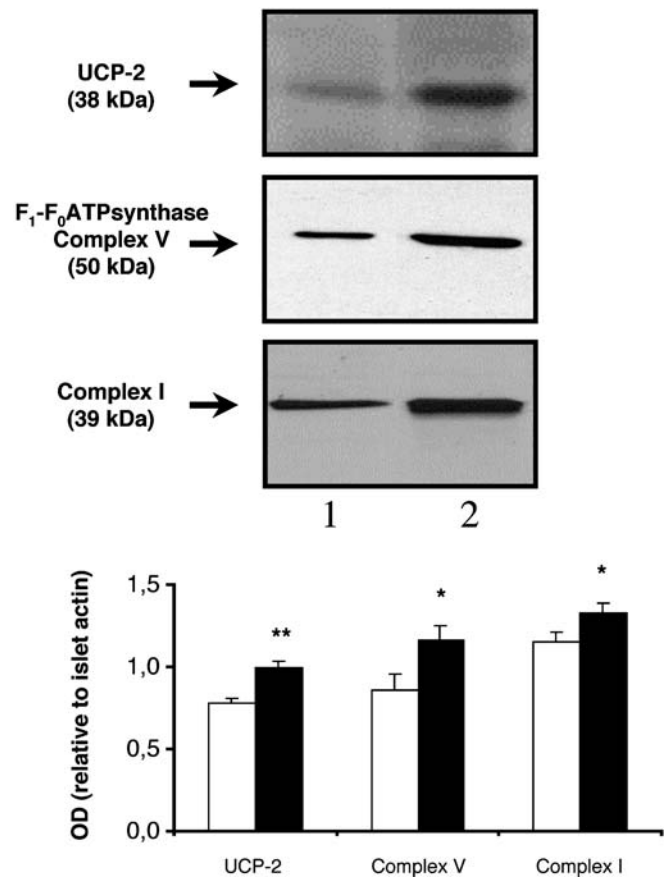 UCP-2
(38 kDa)
F₁-F₀ATPsynthase
Complex V
(50 kDa)
Complex I
(39 kDa)
1 2
OD (relative to islet actin)
1,5
1,0
0,5
0,0
** * *
UCP-2 Complex V Complex I